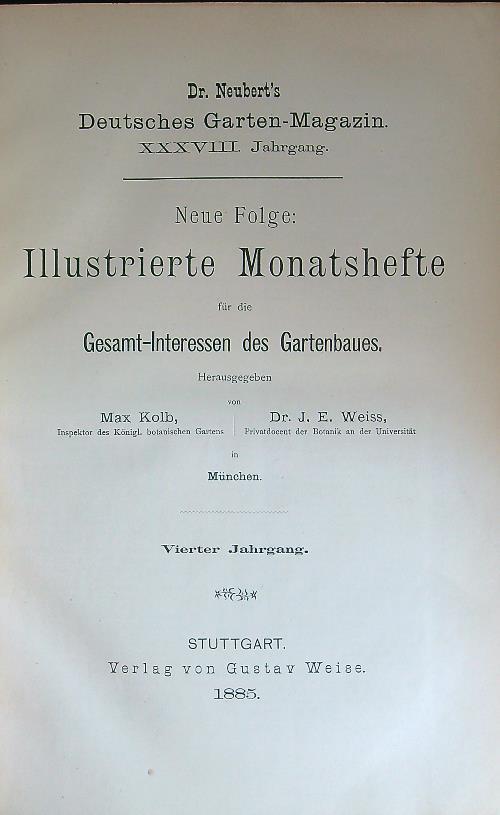 Dr. Neubert's
Deutsches Garten-Magazin.
XXXVIII. Jahrgang.
Neue Folge:
Illustrierte Monatshefte
für die
Gesamt-Interessen des Gartenbaues.
Herausgegeben
von
Max Kolb,
Inspektor des Königl. botanischen Gartens
Dr. J. E. Weiss,
Privatdocent der Botanik an der Universität
in
München.
Vierter Jahrgang.
STUTTGART.
Verlag von Gustav Weise.
1885.